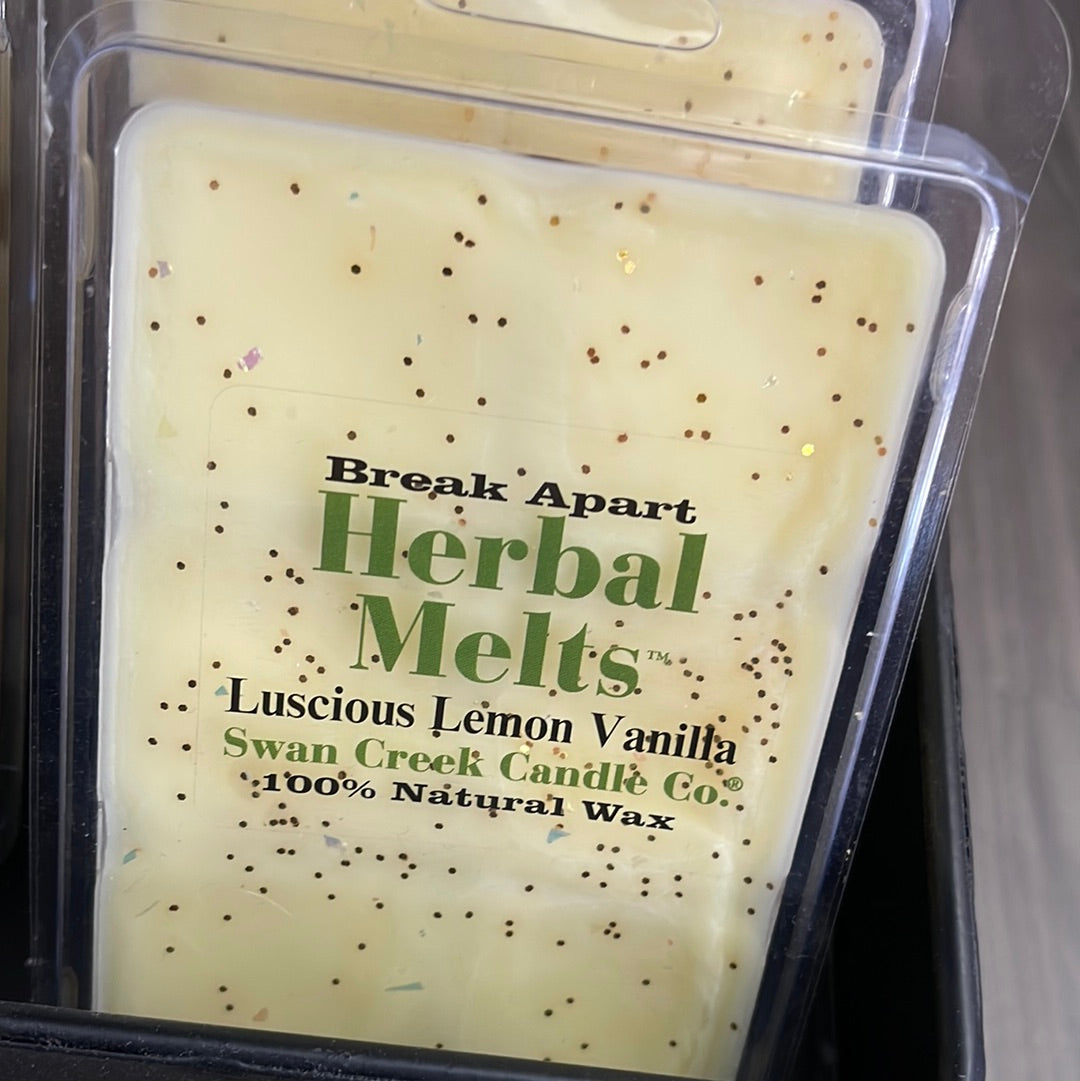 Break Apart
Herbal
Melts™
Luscious Lemon Vanilla
Swan Creek Candle Co.®
100% Natural Wax